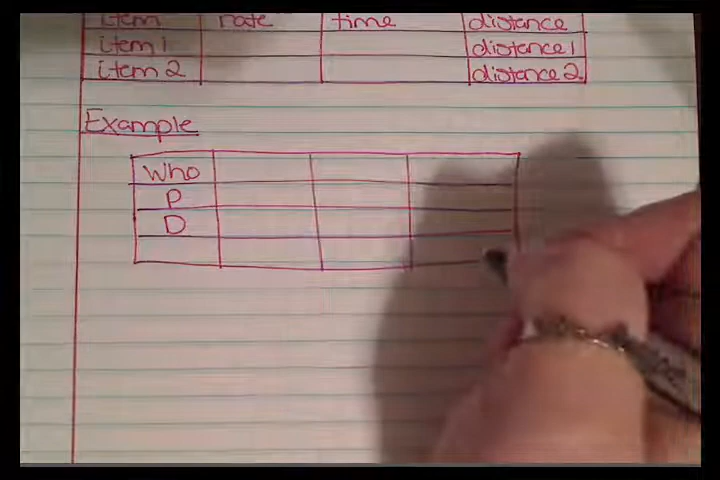 item rate time distance
item 1 distance 1
item 2 distance 2
Example
Who
P
D